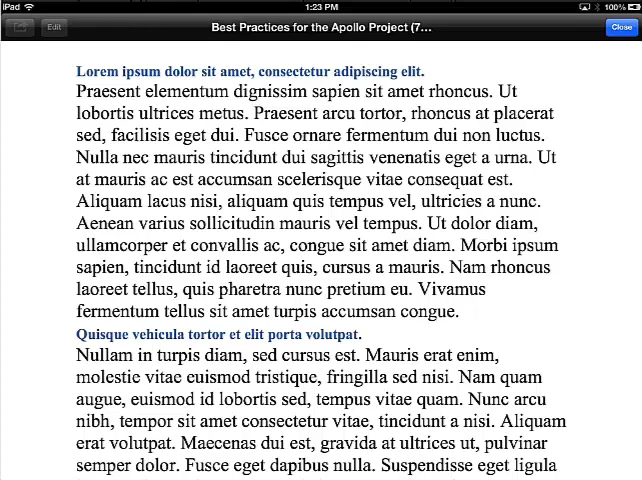 iPad 1:23 PM 100%
Edit Best Practices for the Apollo Project (7... Close
Lorem ipsum dolor sit amet, consectetur adipiscing elit.
Praesent elementum dignissim sapien sit amet rhoncus. Ut
lobortis ultrices metus. Praesent arcu tortor, rhoncus at placerat
sed, facilisis eget dui. Fusce ornare fermentum dui non luctus.
Nulla nec mauris tincidunt dui sagittis venenatis eget a urna. Ut
at mauris ac est accumsan scelerisque vitae consequat est.
Aliquam lacus nisi, aliquam quis tempus vel, ultricies a nunc.
Aenean varius sollicitudin mauris vel tempus. Ut dolor diam,
ullamcorper et convallis ac, congue sit amet diam. Morbi ipsum
sapien, tincidunt id laoreet quis, cursus a mauris. Nam rhoncus
laoreet tellus, quis pharetra nunc pretium eu. Vivamus
fermentum tellus sit amet turpis accumsan congue.
Quisque vehicula tortor et elit porta volutpat.
Nullam in turpis diam, sed cursus est. Mauris erat enim,
molestie vitae euismod tristique, fringilla sed nisi. Nam quam
augue, euismod id lobortis sed, tempus vitae quam. Nunc arcu
nibh, tempor sit amet consectetur vitae, tincidunt a nisi. Aliquam
erat volutpat. Maecenas dui est, gravida at ultrices ut, pulvinar
semper dolor. Fusce eget dapibus nulla. Suspendisse eget ligula